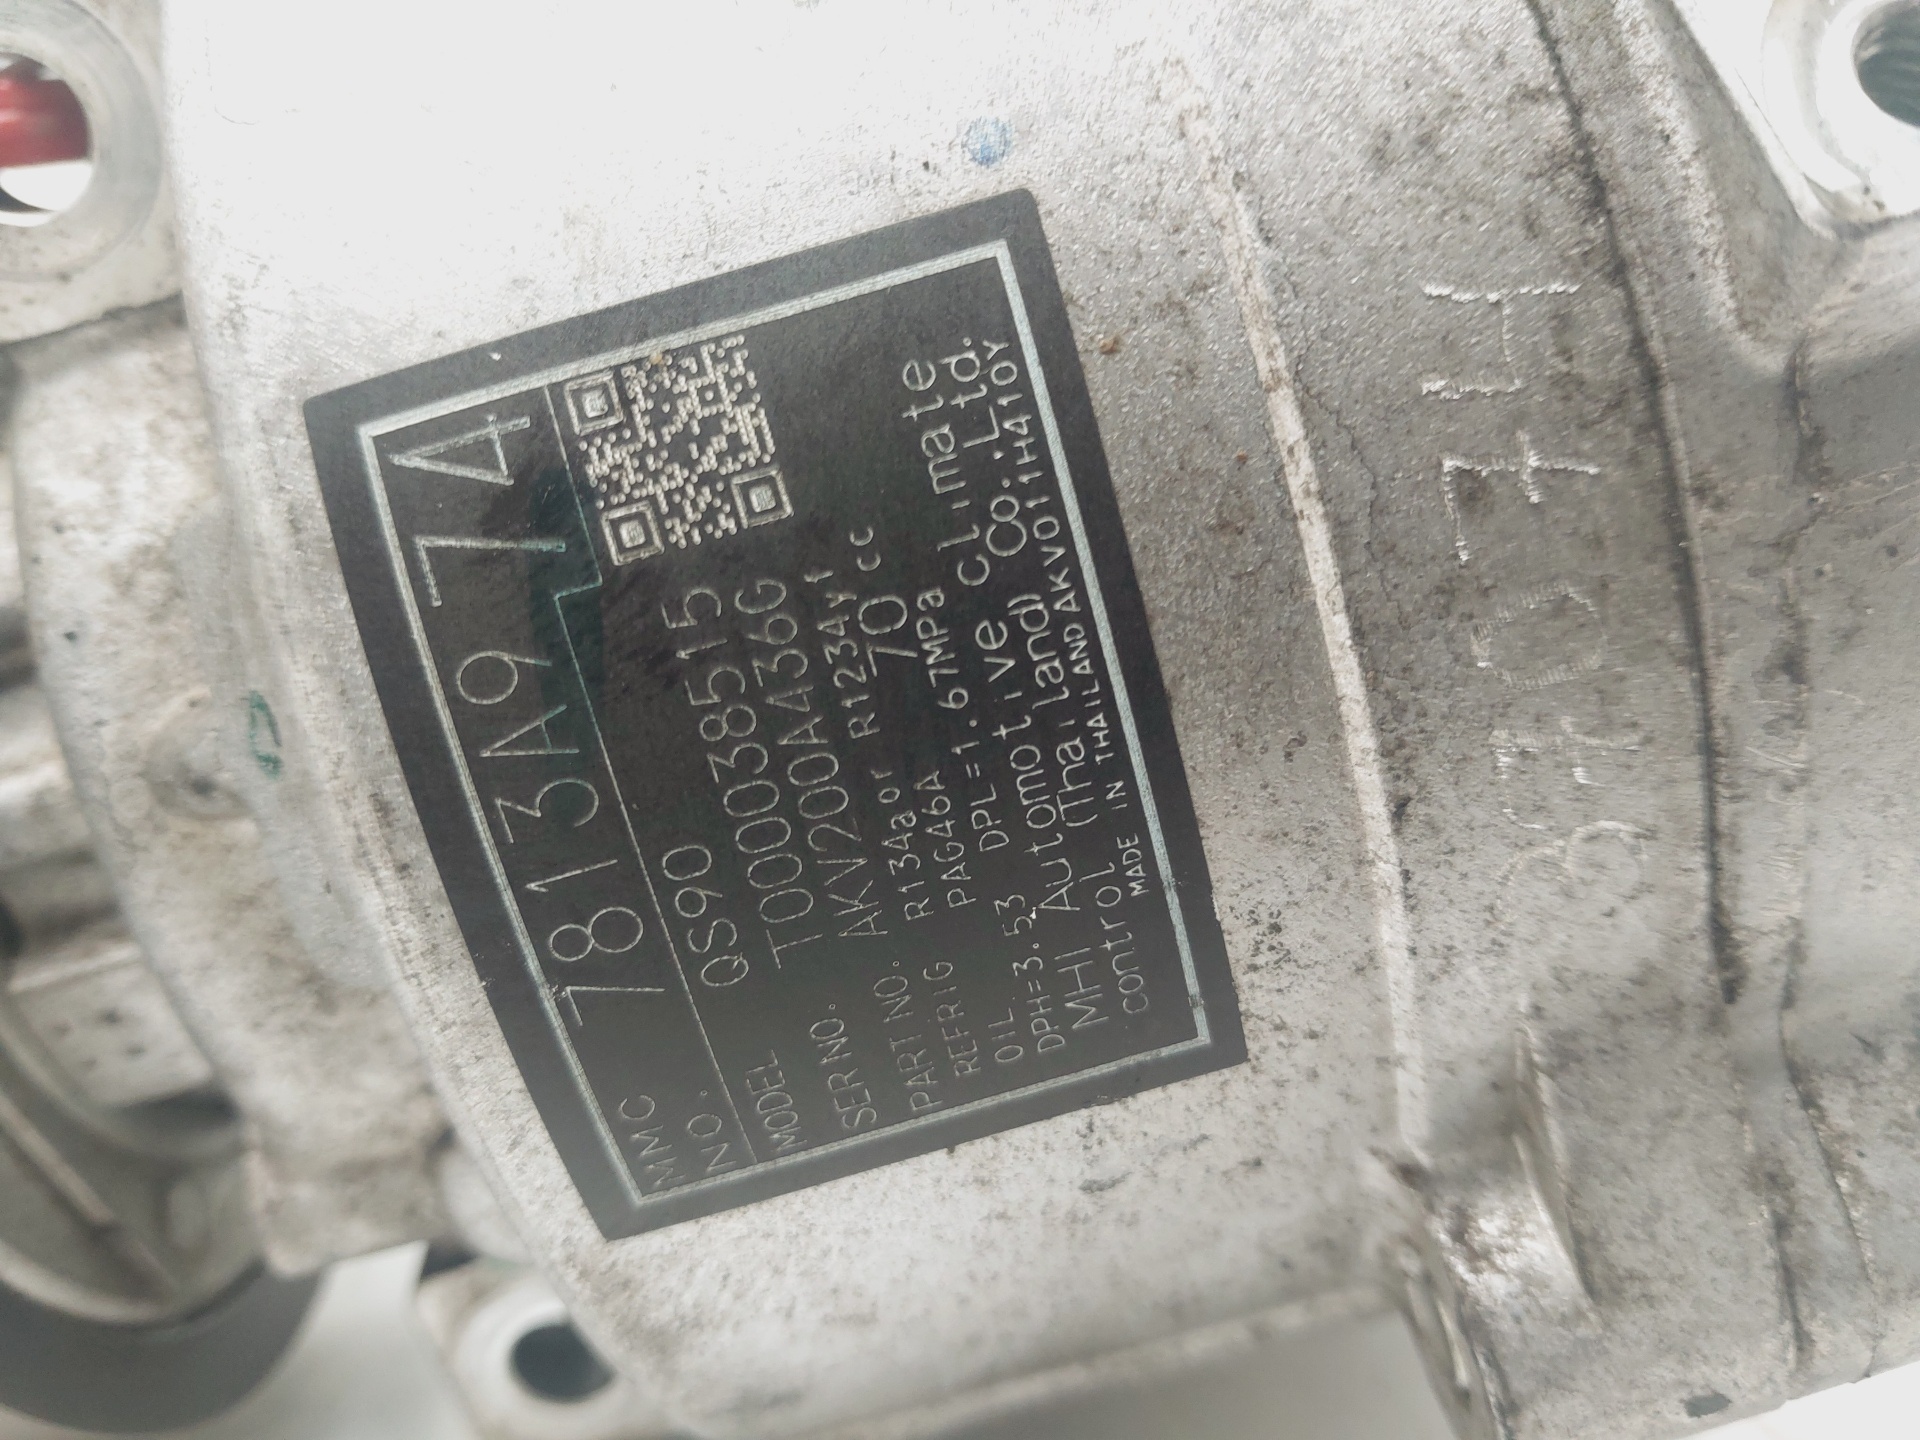 MMC NO. 7813A974
MODEL QS90
SER NO. T000038515
PART NO. AKV200A436G
REFRIG R134a or R1234yf
OIL PAG46A 70 cc
DPH=3.53 DPL=1.67MPa
MHI Automotive Climate
Control (Thailand) Co., Ltd.
MADE IN THAILAND AKV011H410Y